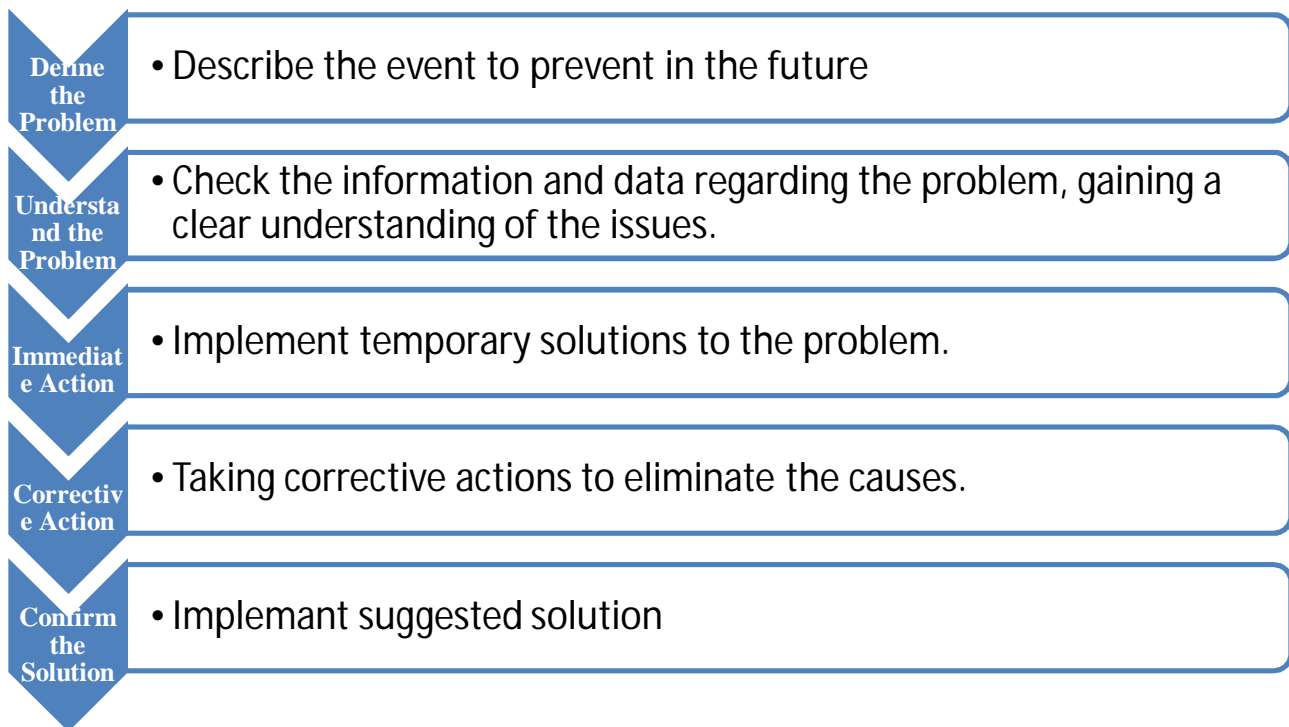 Define
the
Problem
• Describe the event to prevent in the future
Understa
nd the
Problem
• Check the information and data regarding the problem, gaining a
clear understanding of the issues.
Immediat
e Action
• Implement temporary solutions to the problem.
Correctiv
e Action
• Taking corrective actions to eliminate the causes.
Confirm
the
Solution
• Implemant suggested solution